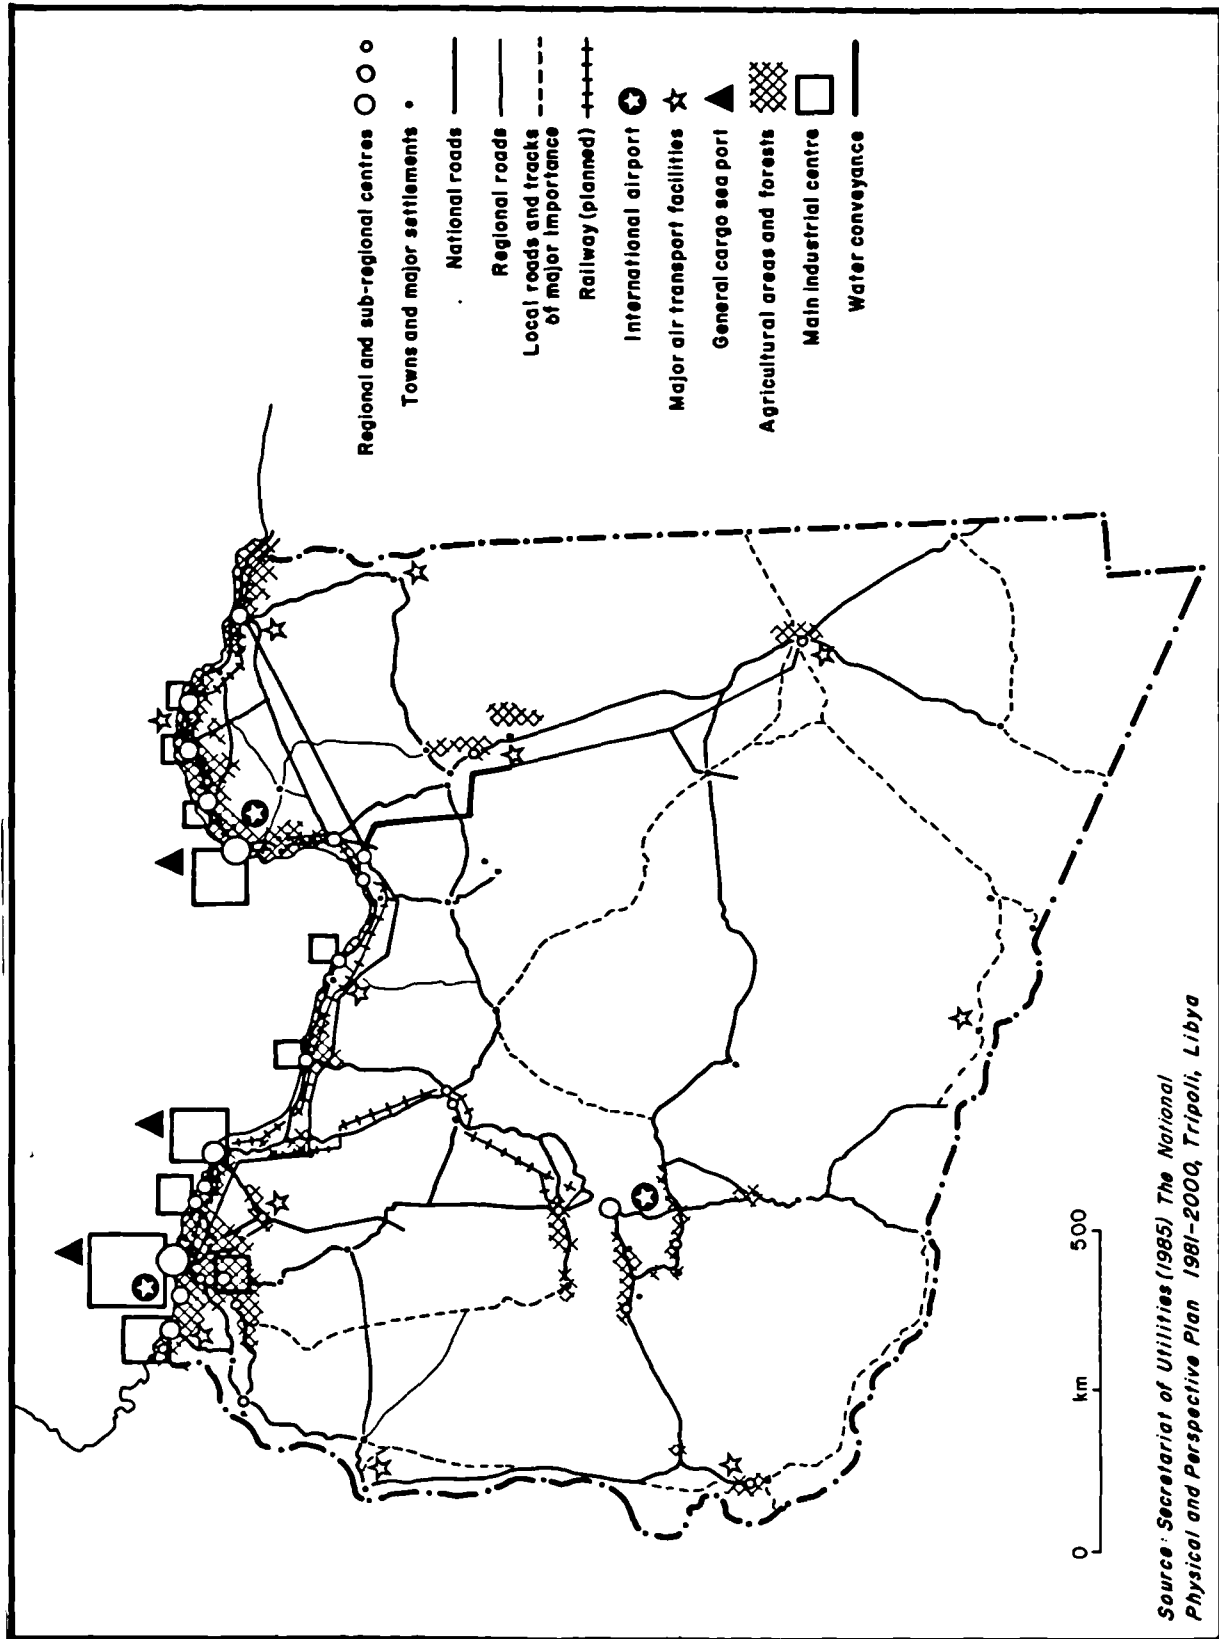 Regional and sub-regional centres
Towns and major settlements
National roads
Regional roads
Local roads and tracks
of major importance
Railway (planned)
International airport
Major air transport facilities
General cargo sea port
Agricultural areas and forests
Main industrial centre
Water conveyance
0 km 500
Source: Secretariat of Utilities (1985) The National
Physical and Perspective Plan 1981-2000, Tripoli, Libya